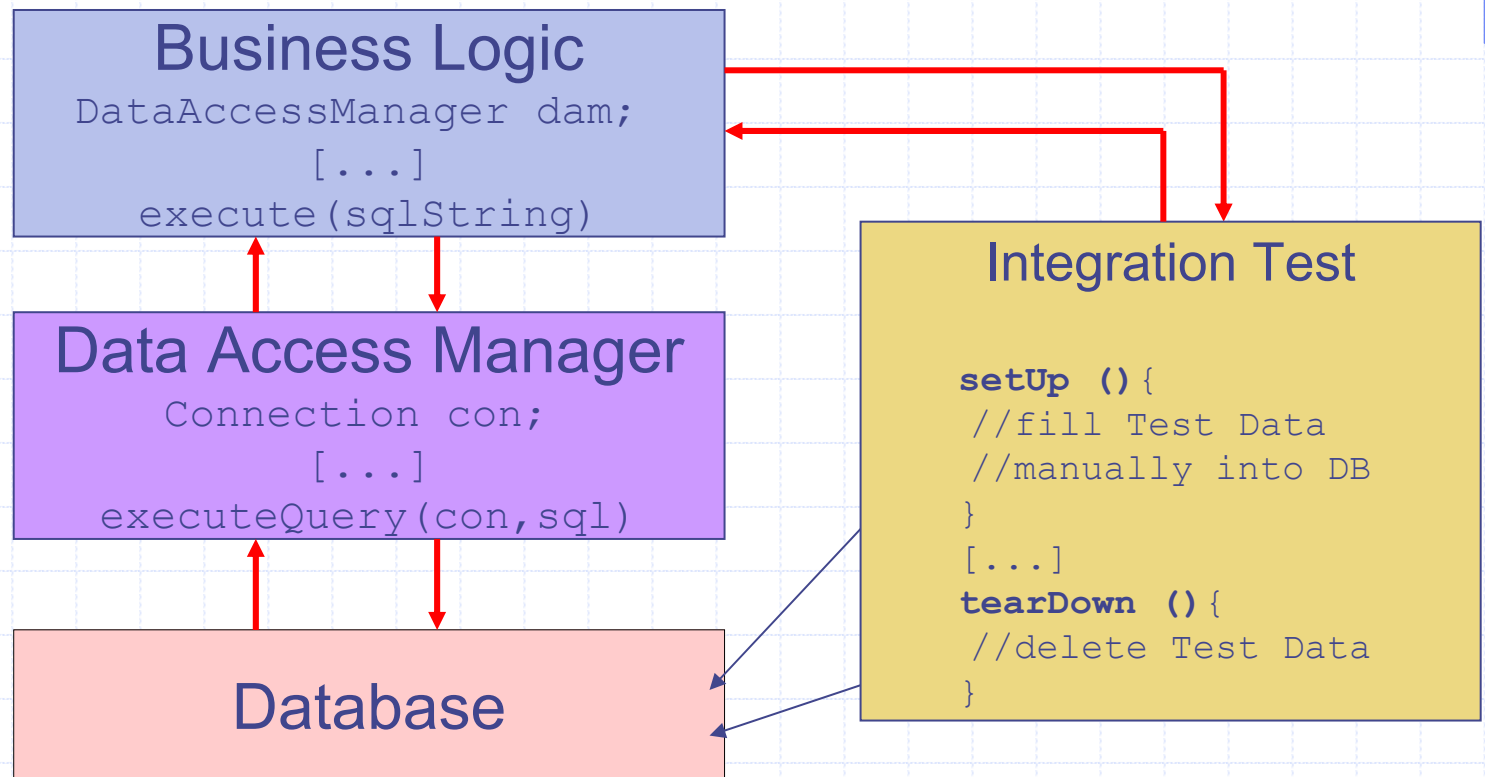 Business Logic
DataAccessManager dam;
[...]
execute(sqlString)
Data Access Manager
Connection con;
[...]
executeQuery(con,sql)
Database
Integration Test
setUp (){
//fill Test Data
//manually into DB
}
[...]
tearDown (){
//delete Test Data
}